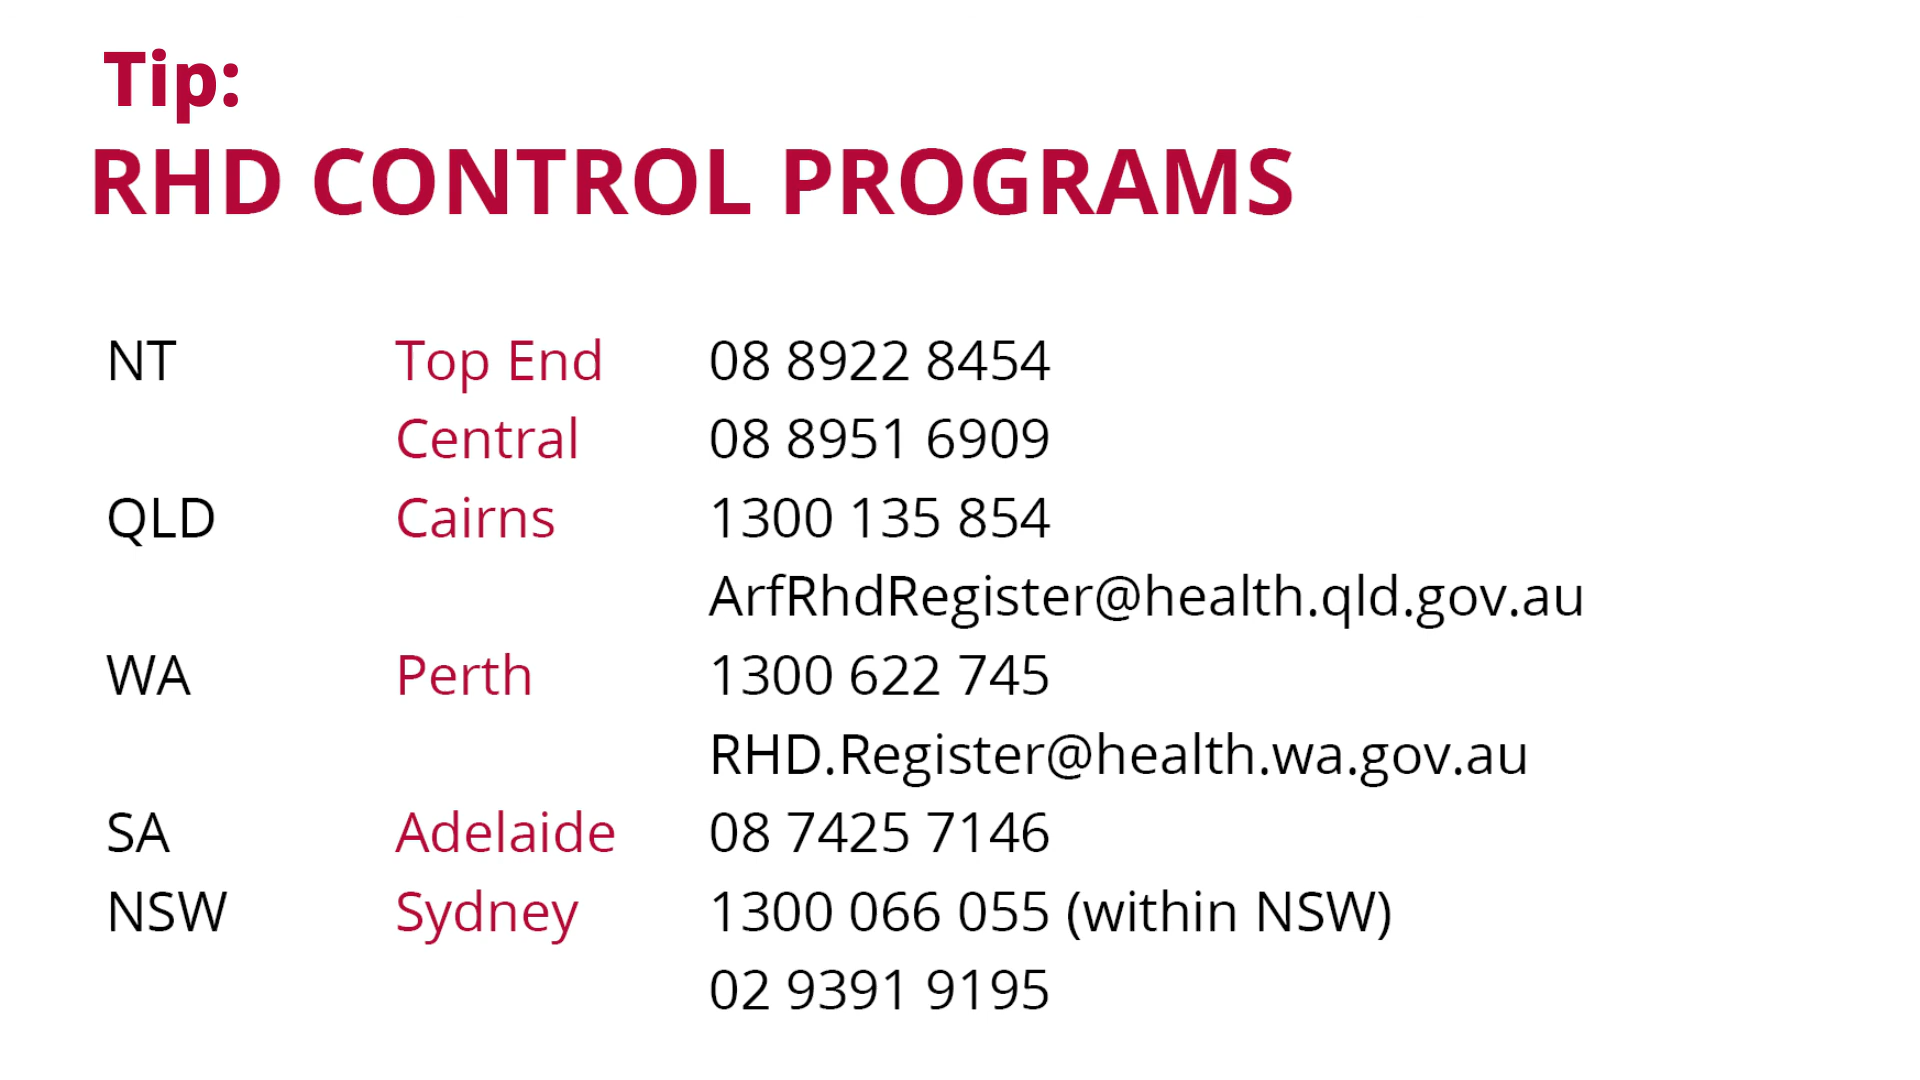 Tip:
RHD CONTROL PROGRAMS
NT Top End 08 8922 8454
Central 08 8951 6909
QLD Cairns 1300 135 854
ArfRhdRegister@health.qld.gov.au
WA Perth 1300 622 745
RHD.Register@health.wa.gov.au
SA Adelaide 08 7425 7146
NSW Sydney 1300 066 055 (within NSW)
02 9391 9195